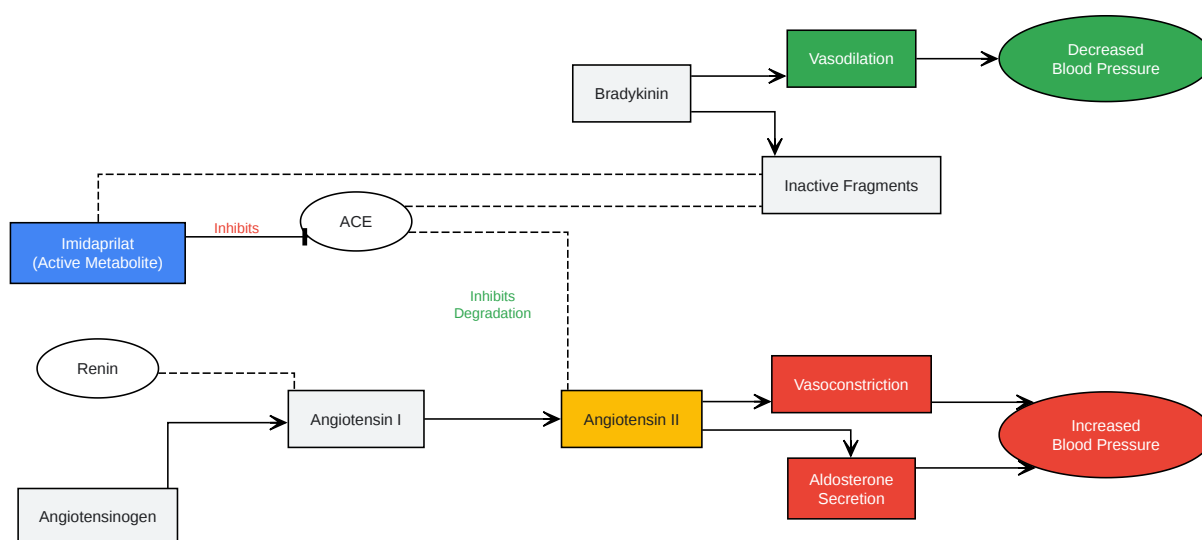 Decreased
Blood Pressure
Vasodilation
Bradykinin
Inactive Fragments
ACE
Inhibits
Imidaprilat
(Active Metabolite)
Inhibits
Degradation
Renin
Vasoconstriction
Angiotensin I
Angiotensin II
Increased
Blood Pressure
Aldosterone
Secretion
Angiotensinogen